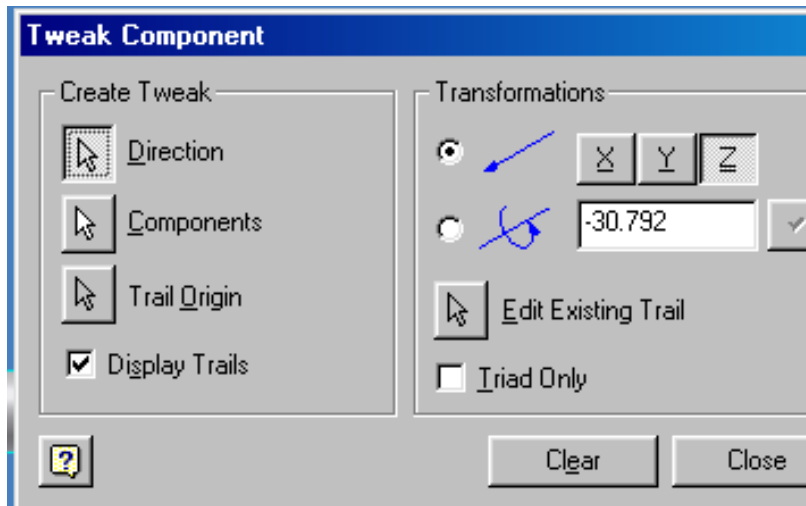 Tweak Component
Create Tweak
Direction
Components
Trail Origin
Display Trails
Transformations
X Y Z
-30.792
Edit Existing Trail
Triad Only
?
Clear
Close